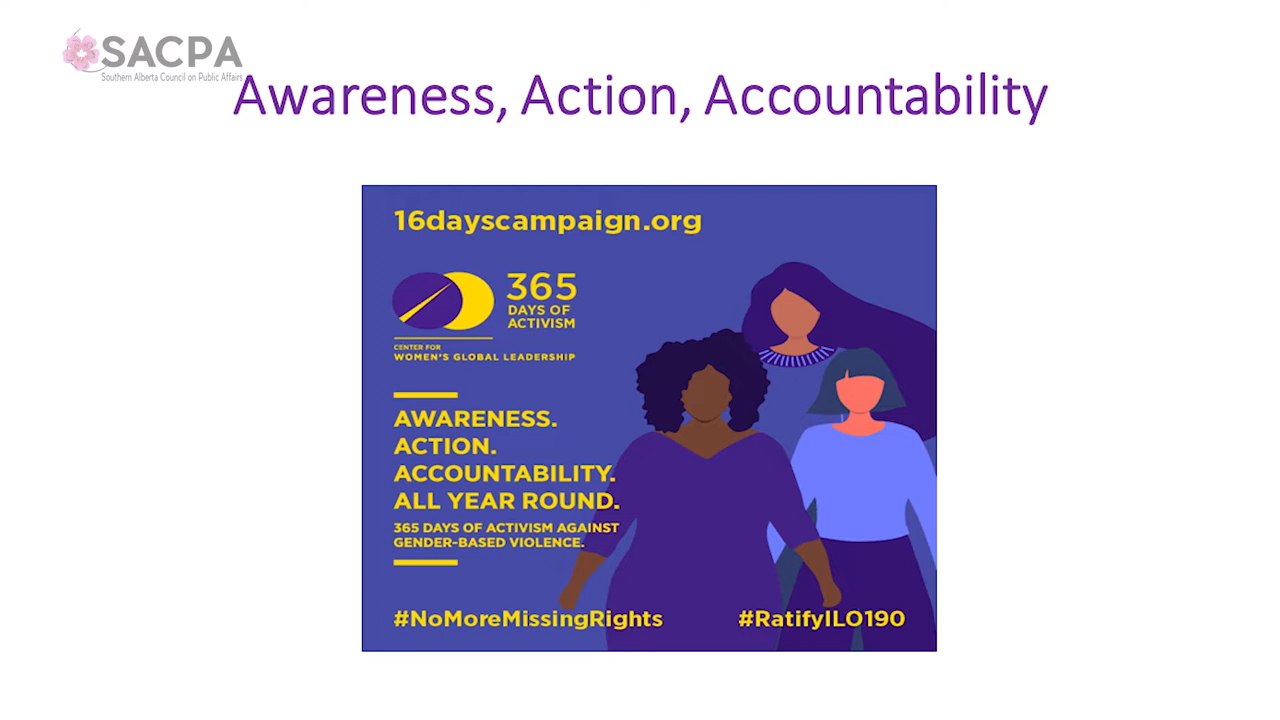 SACPA
Southern Alberta Council on Public Affairs
Awareness, Action, Accountability
16dayscampaign.org
365
DAYS OF
ACTIVISM
CENTER FOR
WOMEN'S GLOBAL LEADERSHIP
AWARENESS.
ACTION.
ACCOUNTABILITY.
ALL YEAR ROUND.
365 DAYS OF ACTIVISM AGAINST
GENDER-BASED VIOLENCE.
#NoMoreMissingRights
#RatifyILO190